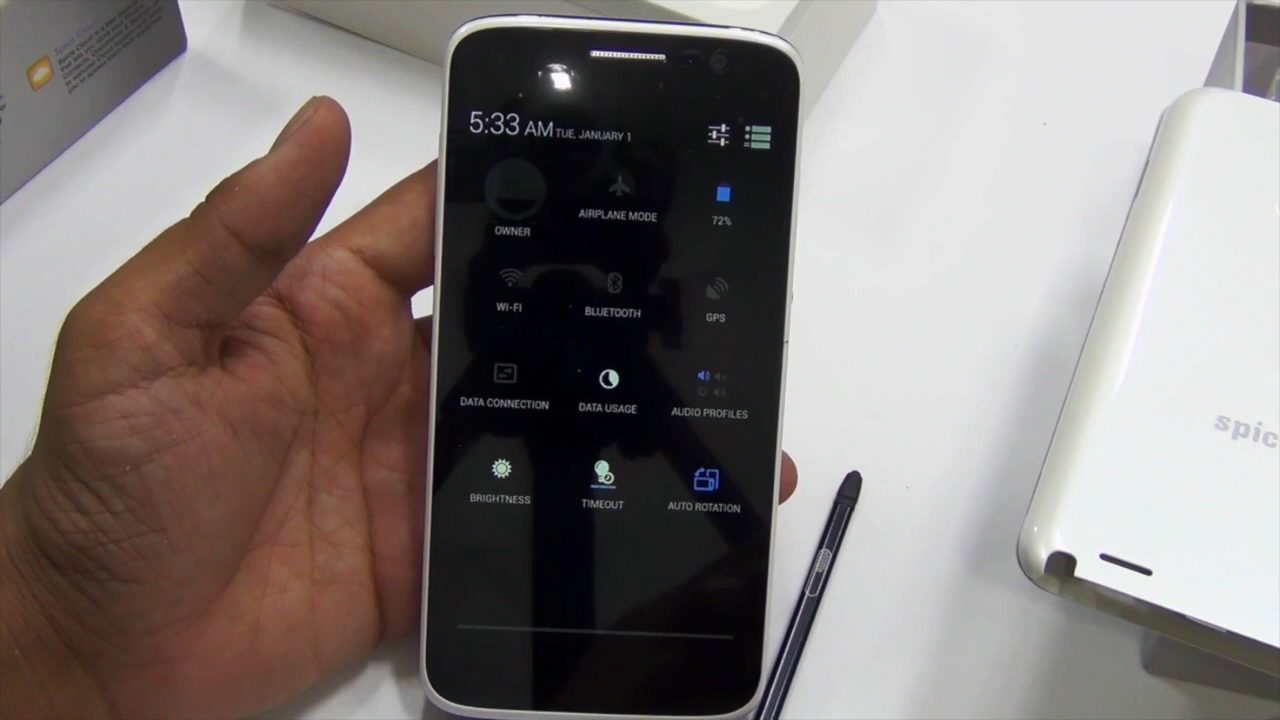 5:33 AM TUE, JANUARY 1
OWNER
AIRPLANE MODE
72%
WI-FI
BLUETOOTH
GPS
DATA CONNECTION
DATA USAGE
AUDIO PROFILES
BRIGHTNESS
TIMEOUT
AUTO ROTATION
spic